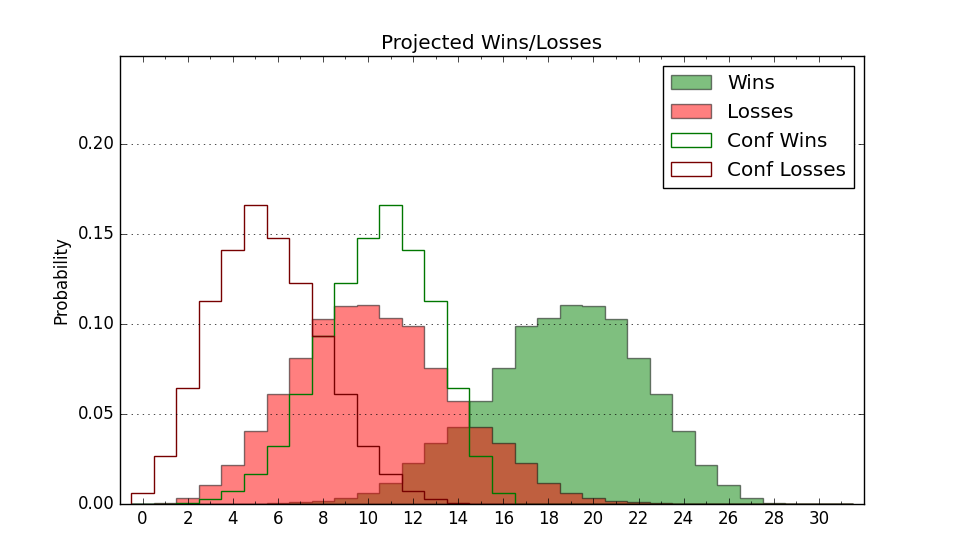 Projected Wins/Losses
Wins
Losses
Conf Wins
Conf Losses
Probability
0.20
0.15
0.10
0.05
0.00
0 2 4 6 8 10 12 14 16 18 20 22 24 26 28 30